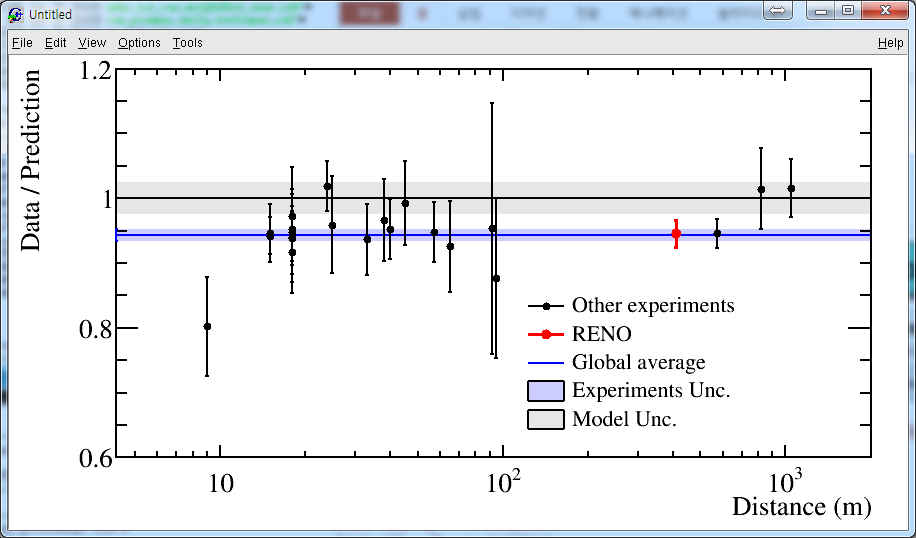 Untitled
File Edit View Options Tools Help
Data / Prediction
1.2
1
0.8
0.6
Other experiments
RENO
Global average
Experiments Unc.
Model Unc.
10 10² 10³
Distance (m)